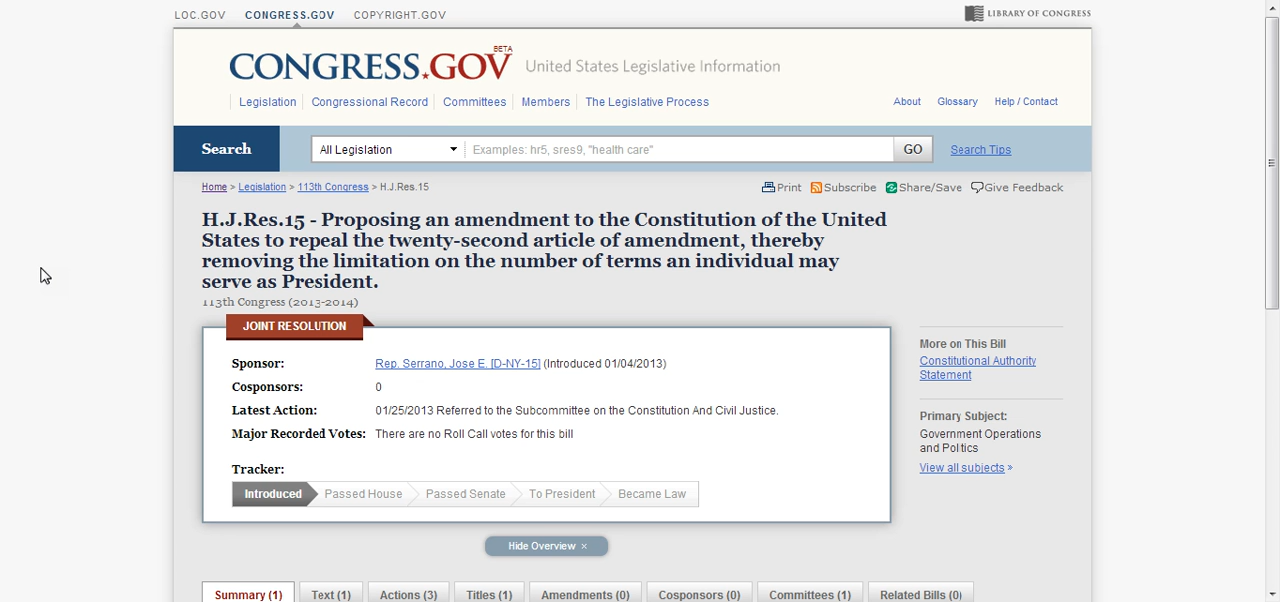 LOC.GOV CONGRESS.GOV COPYRIGHT.GOV LIBRARY OF CONGRESS
CONGRESS.GOV BETA United States Legislative Information
Legislation Congressional Record Committees Members The Legislative Process About Glossary Help / Contact
Search All Legislation Examples: hr5, sres9, "health care" GO Search Tips
Home > Legislation > 113th Congress > H.J.Res.15 Print Subscribe Share/Save Give Feedback
H.J.Res.15 - Proposing an amendment to the Constitution of the United
States to repeal the twenty-second article of amendment, thereby
removing the limitation on the number of terms an individual may
serve as President.
113th Congress (2013-2014)
JOINT RESOLUTION
Sponsor: Rep. Serrano, Jose E. [D-NY-15] (Introduced 01/04/2013)
Cosponsors: 0
Latest Action: 01/25/2013 Referred to the Subcommittee on the Constitution And Civil Justice.
Major Recorded Votes: There are no Roll Call votes for this bill
Tracker:
Introduced Passed House Passed Senate To President Became Law
More on This Bill
Constitutional Authority
Statement
Primary Subject:
Government Operations
and Politics
View all subjects »
Hide Overview ×
Summary (1) Text (1) Actions (3) Titles (1) Amendments (0) Cosponsors (0) Committees (1) Related Bills (0)